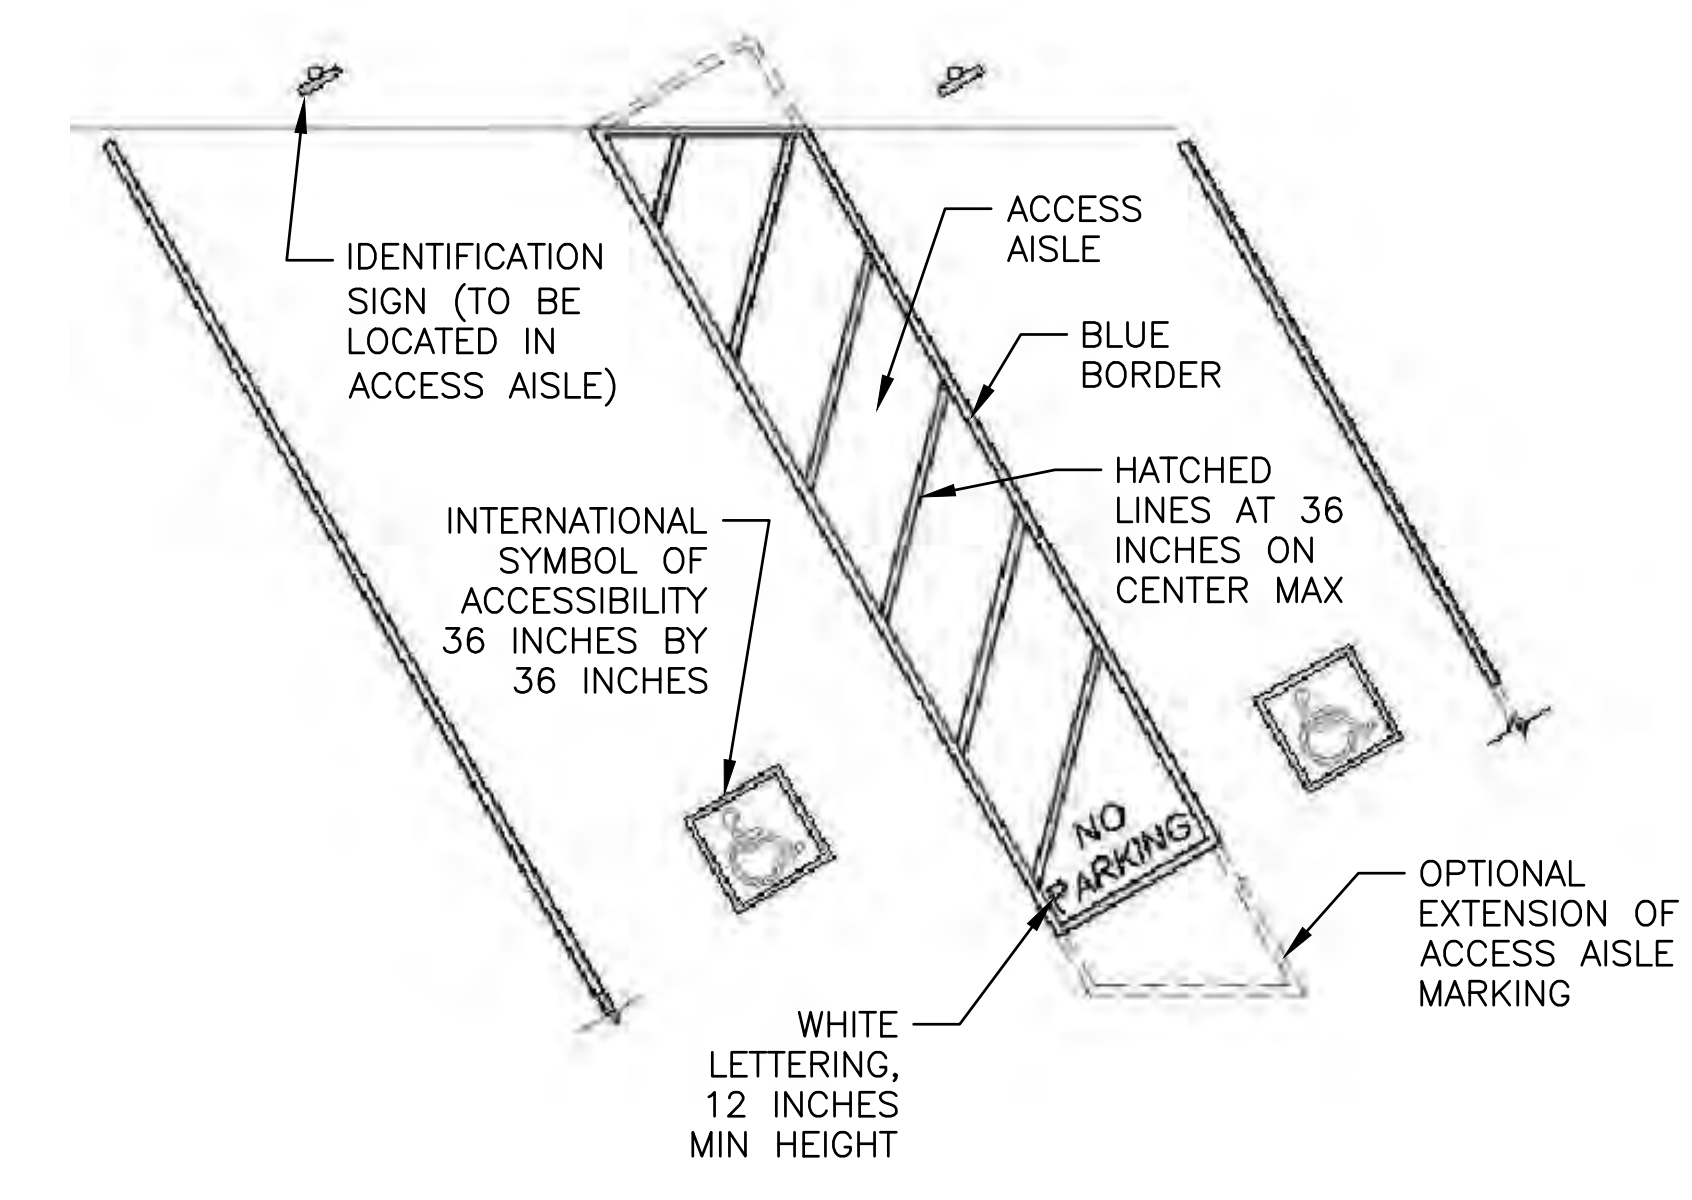 ACCESS
AISLE
IDENTIFICATION
SIGN (TO BE
LOCATED IN
ACCESS AISLE)
BLUE
BORDER
HATCHED
LINES AT 36
INCHES ON
CENTER MAX
INTERNATIONAL
SYMBOL OF
ACCESSIBILITY
36 INCHES BY
36 INCHES
NO
PARKING
OPTIONAL
EXTENSION OF
ACCESS AISLE
MARKING
WHITE
LETTERING,
12 INCHES
MIN HEIGHT